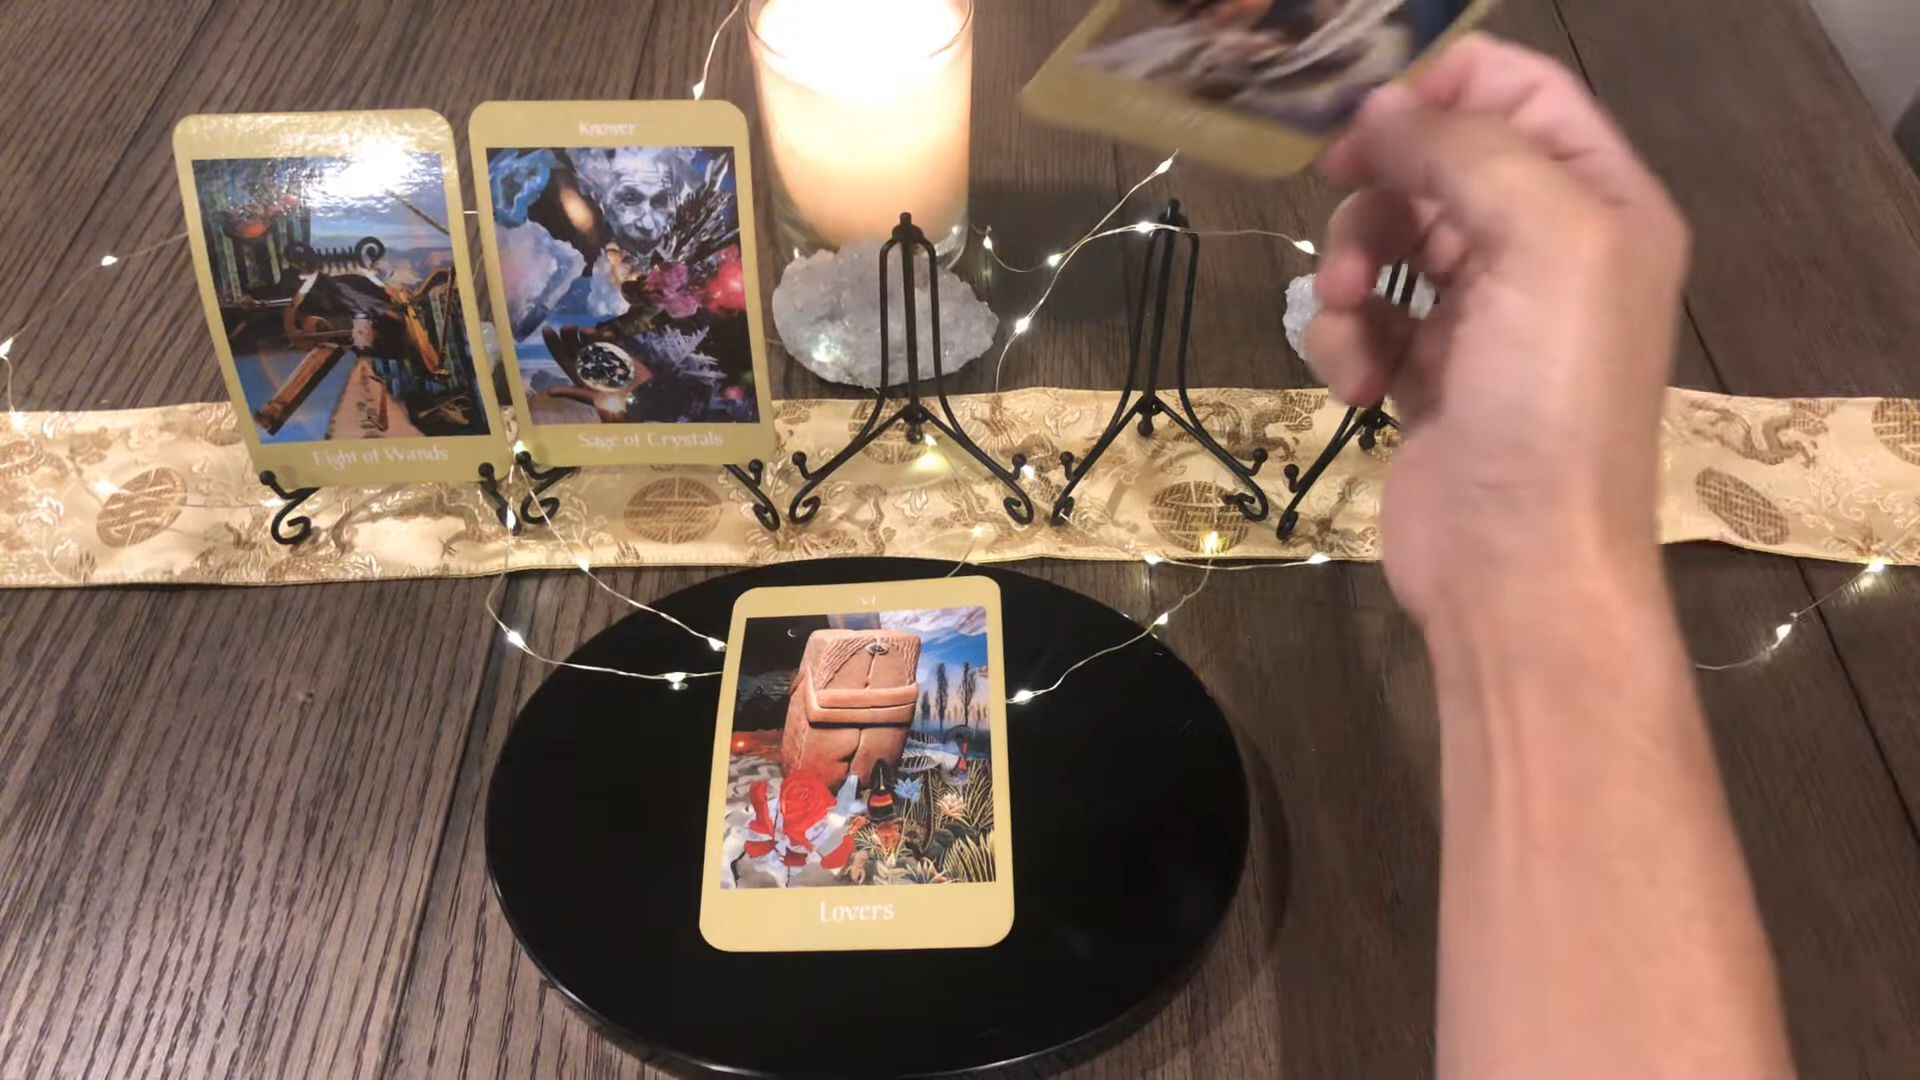 Knower
Eight of Wands
Sage of Crystals
VI
Lovers